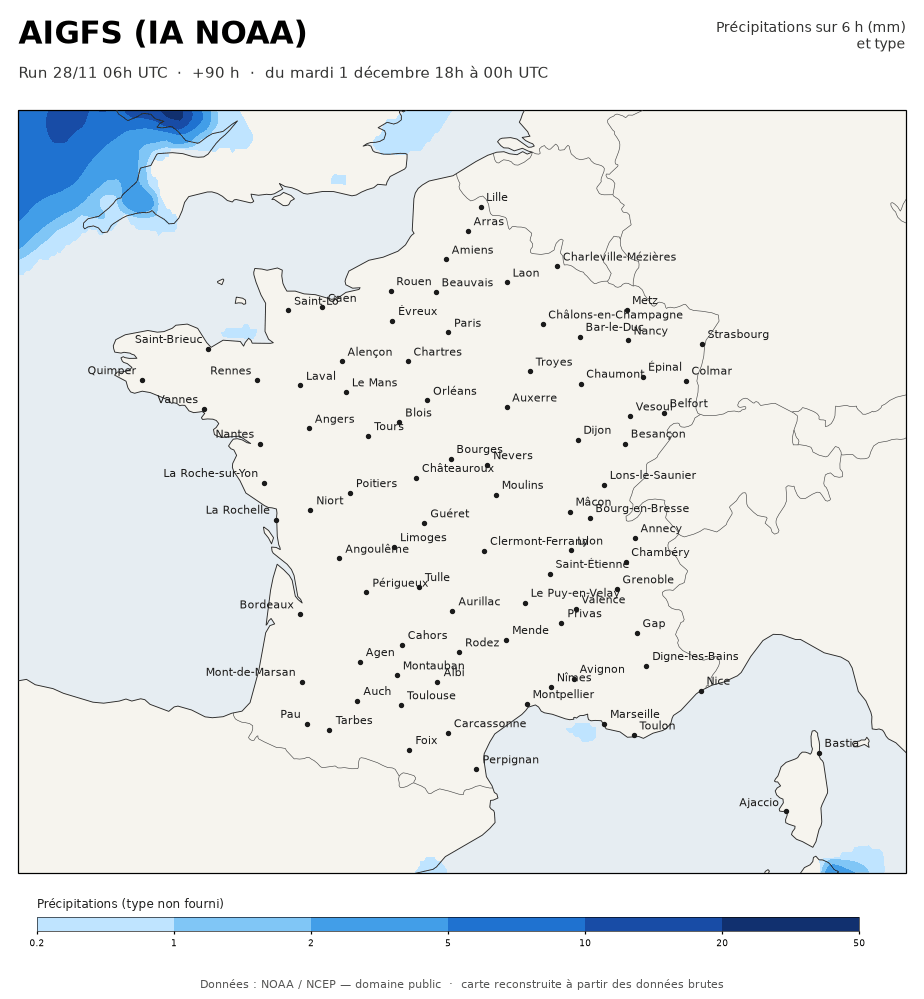 AIGFS (IA NOAA)
Précipitations sur 6 h (mm)
et type
Run 28/11 06h UTC · +90 h · du mardi 1 décembre 18h à 00h UTC
Lille
Arras
Amiens
Charleville-Mézières
Laon
Rouen
Beauvais
Saint-Lô
Caen
Metz
Évreux
Châlons-en-Champagne
Paris
Bar-le-Duc
Nancy
Saint-Brieuc
Strasbourg
Alençon
Chartres
Troyes
Épinal
Quimper
Rennes
Laval
Le Mans
Chaumont
Colmar
Orléans
Vannes
Auxerre
Belfort
Blois
Vesoul
Angers
Tours
Nantes
Dijon
Besançon
Bourges
Nevers
La Roche-sur-Yon
Châteauroux
Lons-le-Saunier
Poitiers
Moulins
Niort
Mâcon
La Rochelle
Guéret
Bourg-en-Bresse
Annecy
Limoges
Clermont-Ferrand
Lyon
Angoulême
Chambéry
Saint-Étienne
Périgueux
Tulle
Grenoble
Le Puy-en-Velay
Valence
Bordeaux
Aurillac
Privas
Mende
Gap
Cahors
Rodez
Agen
Digne-les-Bains
Mont-de-Marsan
Montauban
Albi
Nîmes
Avignon
Nice
Auch
Toulouse
Montpellier
Pau
Tarbes
Carcassonne
Marseille
Toulon
Foix
Bastia
Perpignan
Ajaccio
Précipitations (type non fourni)
0.2 1 2 5 10 20 50
Données : NOAA / NCEP — domaine public · carte reconstruite à partir des données brutes